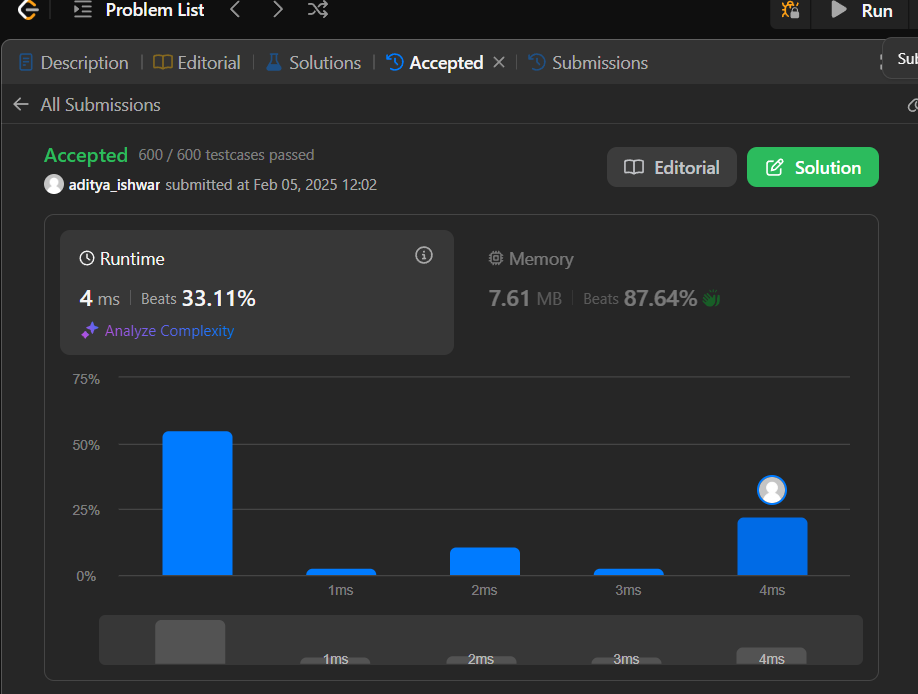 Problem List
Run
Description
Editorial
Solutions
Accepted
Submissions
All Submissions
Accepted 600 / 600 testcases passed
aditya_ishwar submitted at Feb 05, 2025 12:02
Editorial
Solution
Runtime
4 ms Beats 33.11%
Analyze Complexity
Memory
7.61 MB Beats 87.64%
75%
50%
25%
0%
1ms 2ms 3ms 4ms
1ms 2ms 3ms 4ms